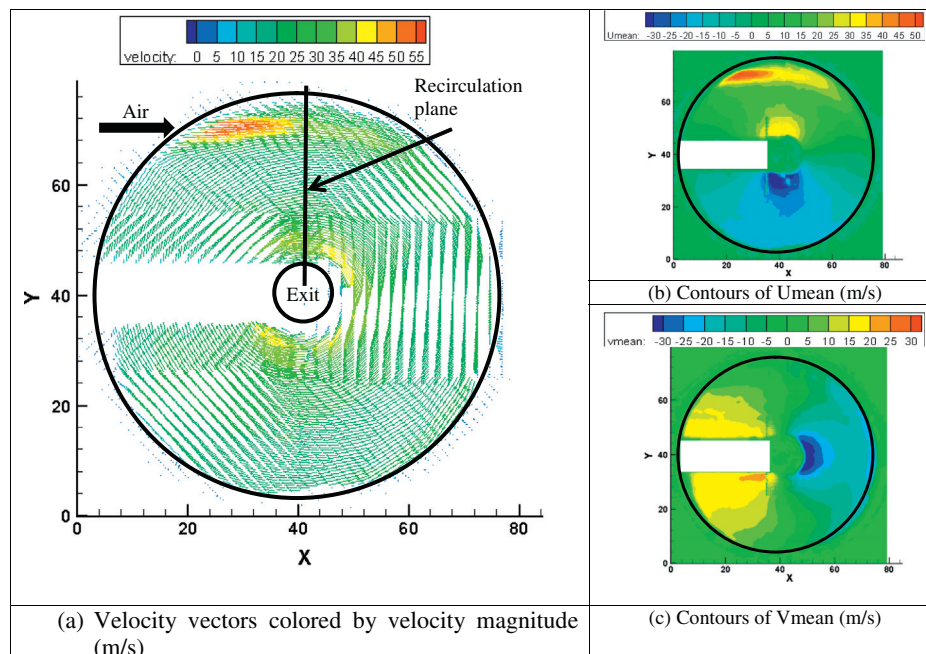 velocity: 0 5 10 15 20 25 30 35 40 45 50 55
Air
Recirculation
plane
Exit
Y
60
40
20
0
0 20 40 60 80
X
(a) Velocity vectors colored by velocity magnitude
(m/s)
Umean: -30 -25 -20 -15 -10 -5 0 5 10 15 20 25 30 35 40 45 50
Y
60
40
20
0
0 20 40 60 80
X
(b) Contours of Umean (m/s)
vmean: -30 -25 -20 -15 -10 -5 0 5 10 15 20 25 30
Y
80
60
40
20
0
0 20 40 60 80
X
(c) Contours of Vmean (m/s)